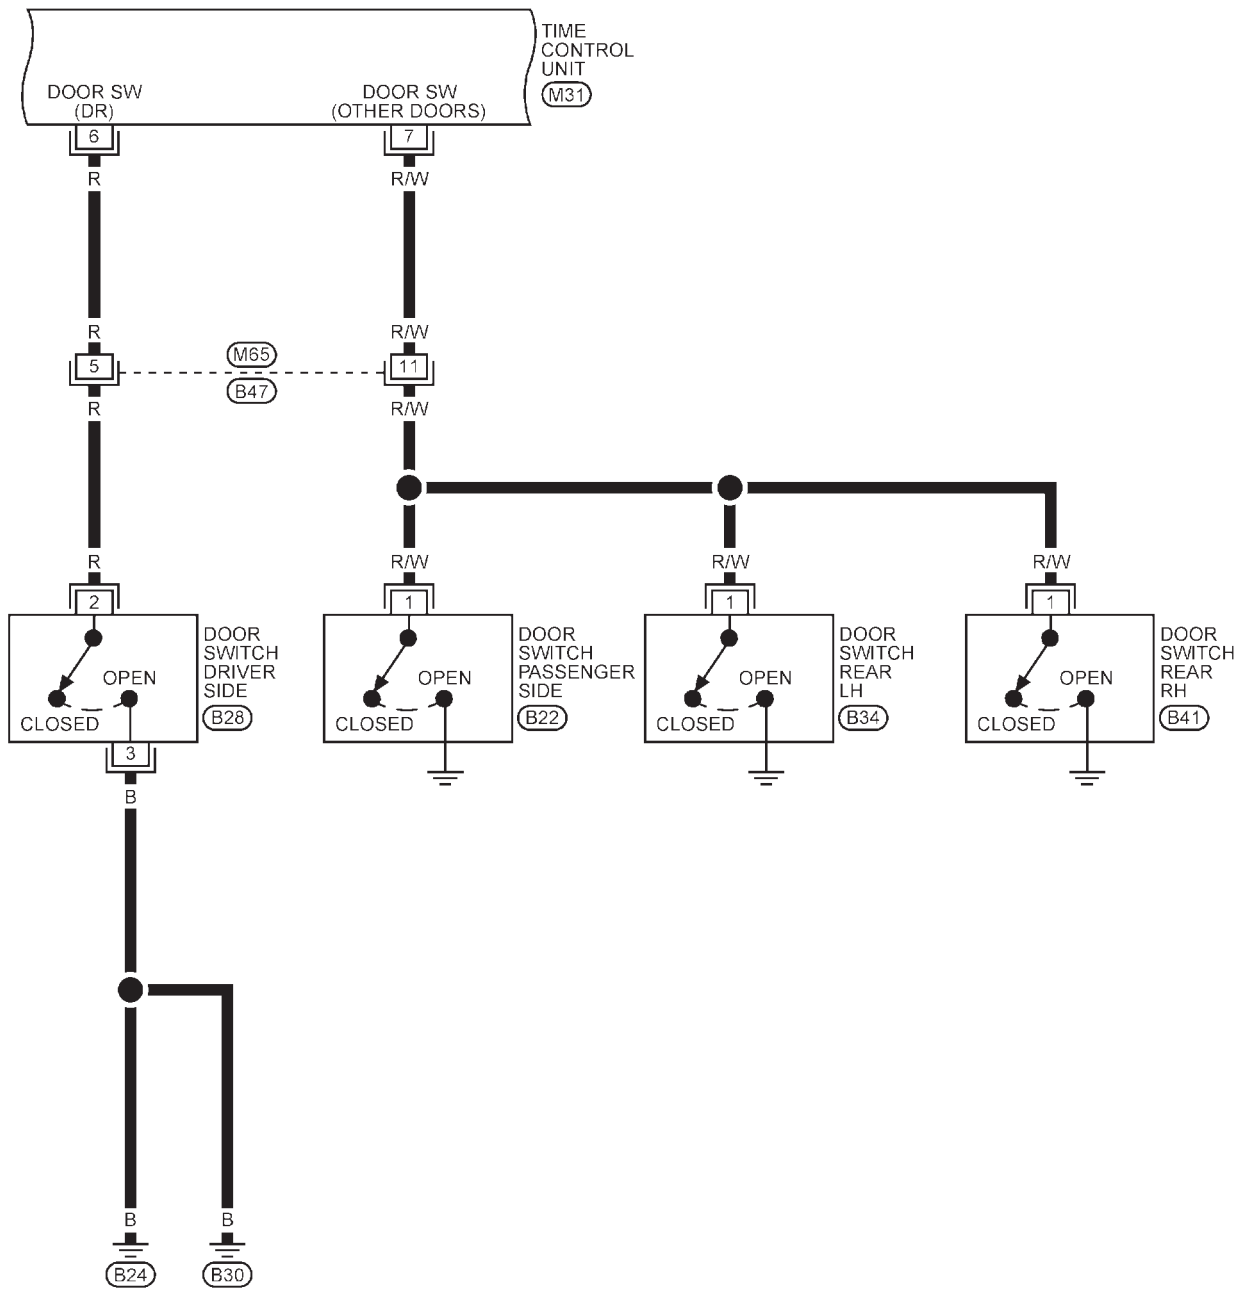 TIME
CONTROL
UNIT
M31
DOOR SW
(DR)
DOOR SW
(OTHER DOORS)
6
7
R
R/W
R
R/W
5
M65
B47
11
R
R/W
R
R/W
R/W
R/W
2
1
1
1
OPEN
CLOSED
DOOR
SWITCH
DRIVER
SIDE
B28
OPEN
CLOSED
DOOR
SWITCH
PASSENGER
SIDE
B22
OPEN
CLOSED
DOOR
SWITCH
REAR
LH
B34
OPEN
CLOSED
DOOR
SWITCH
REAR
RH
B41
3
B
B
B
B24
B30